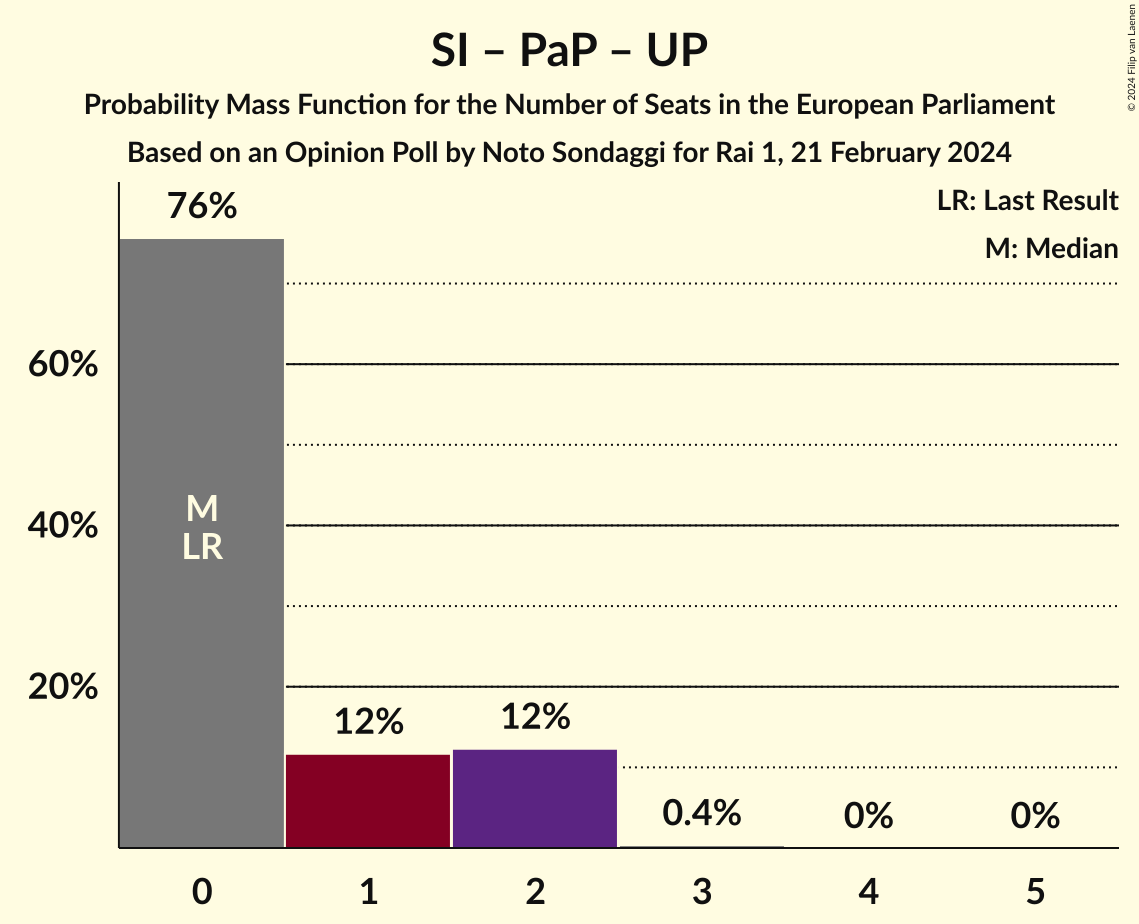 SI – PaP – UP
Probability Mass Function for the Number of Seats in the European Parliament
Based on an Opinion Poll by Noto Sondaggi for Rai 1, 21 February 2024
© 2024 Filip van Laenen
LR: Last Result
M: Median
76%
60%
40%
20%
M
LR
12%
12%
0.4%
0%
0%
0 1 2 3 4 5